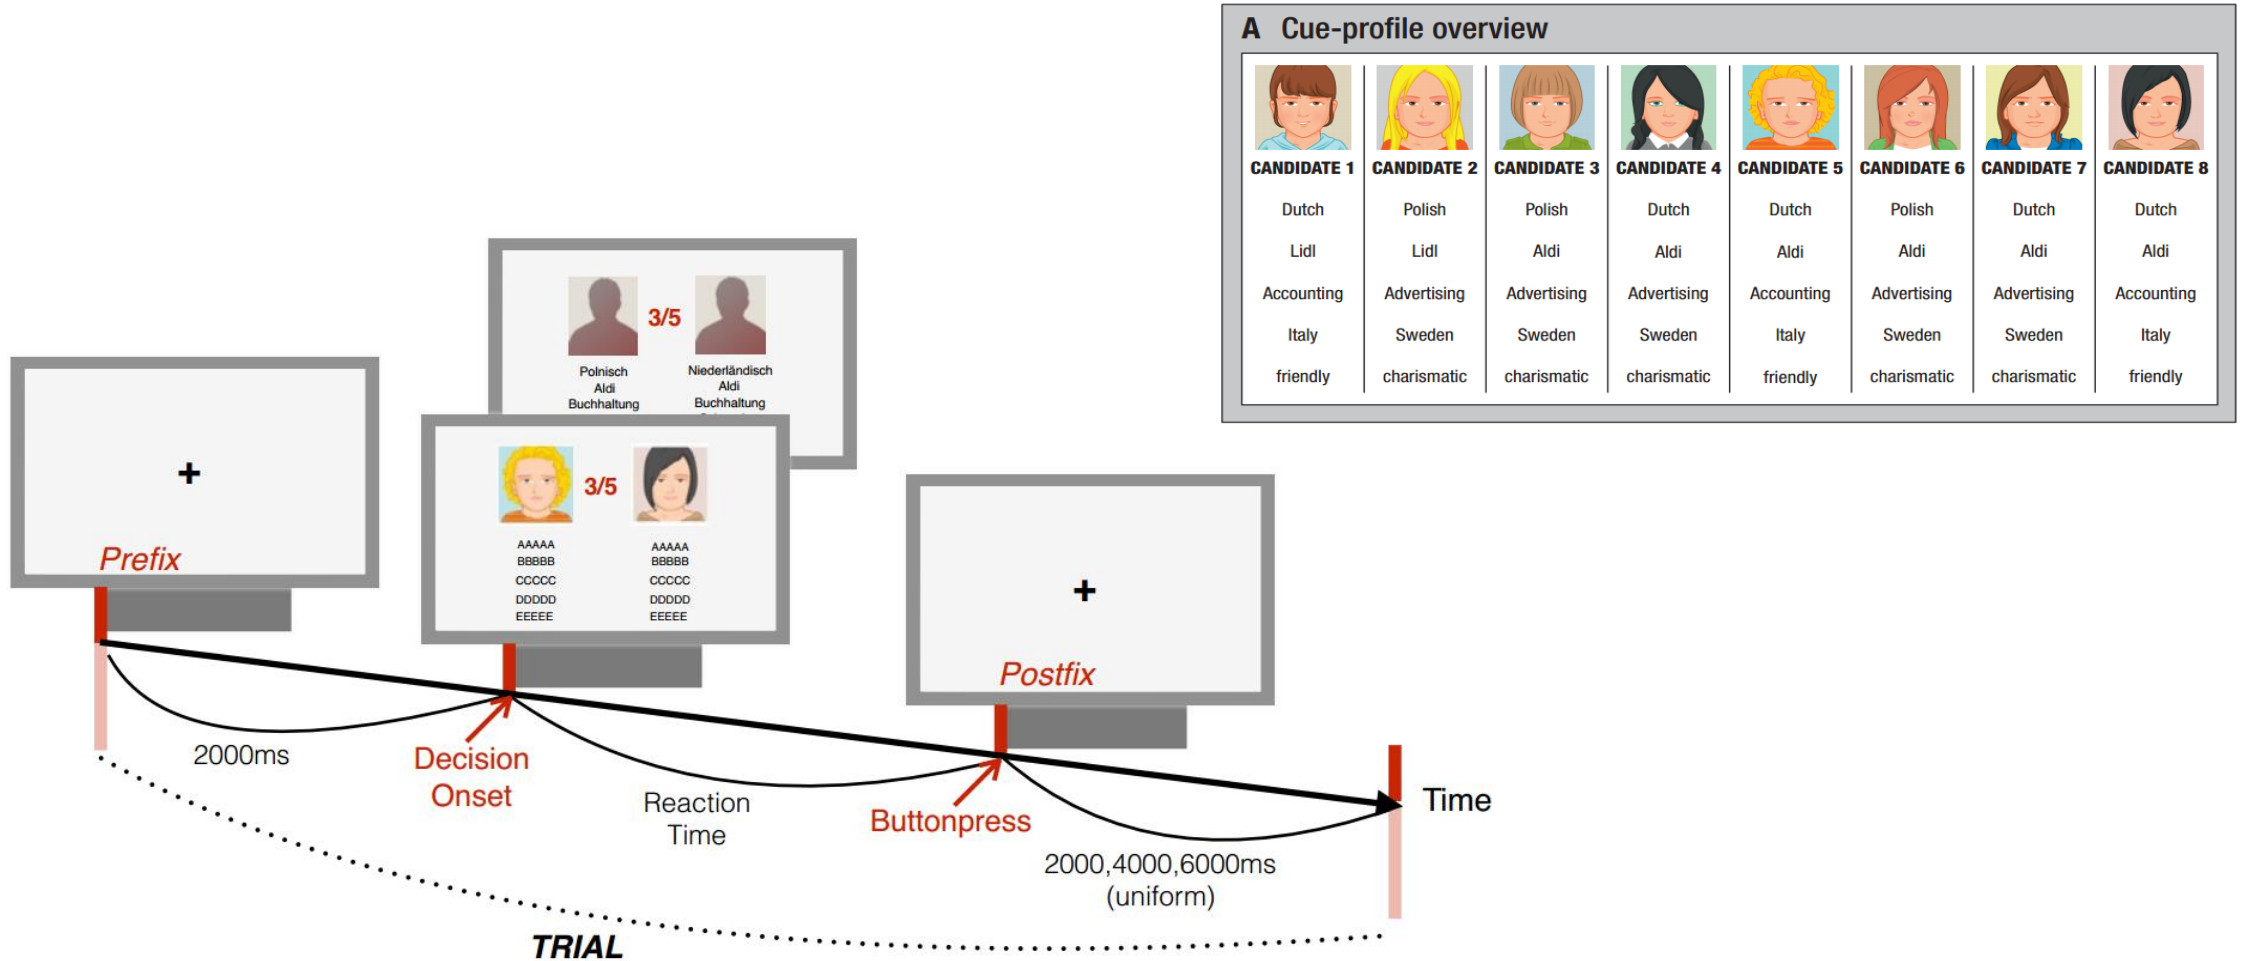 A Cue-profile overview
CANDIDATE 1 CANDIDATE 2 CANDIDATE 3 CANDIDATE 4 CANDIDATE 5 CANDIDATE 6 CANDIDATE 7 CANDIDATE 8
Dutch Polish Polish Dutch Dutch Polish Dutch Dutch
Lidl Lidl Aldi Aldi Aldi Aldi Aldi Aldi
Accounting Advertising Advertising Advertising Accounting Advertising Advertising Accounting
Italy Sweden Sweden Sweden Italy Sweden Sweden Italy
friendly charismatic charismatic charismatic friendly charismatic charismatic friendly
3/5
Polnisch Niederländisch
Aldi Aldi
Buchhaltung Buchhaltung
+
Prefix
3/5
AAAAA AAAAA
BBBBB BBBBB
CCCCC CCCCC
DDDDD DDDDD
EEEEE EEEEE
+
Postfix
2000ms
Decision
Onset
Reaction
Time
Buttonpress
2000,4000,6000ms
(uniform)
Time
TRIAL